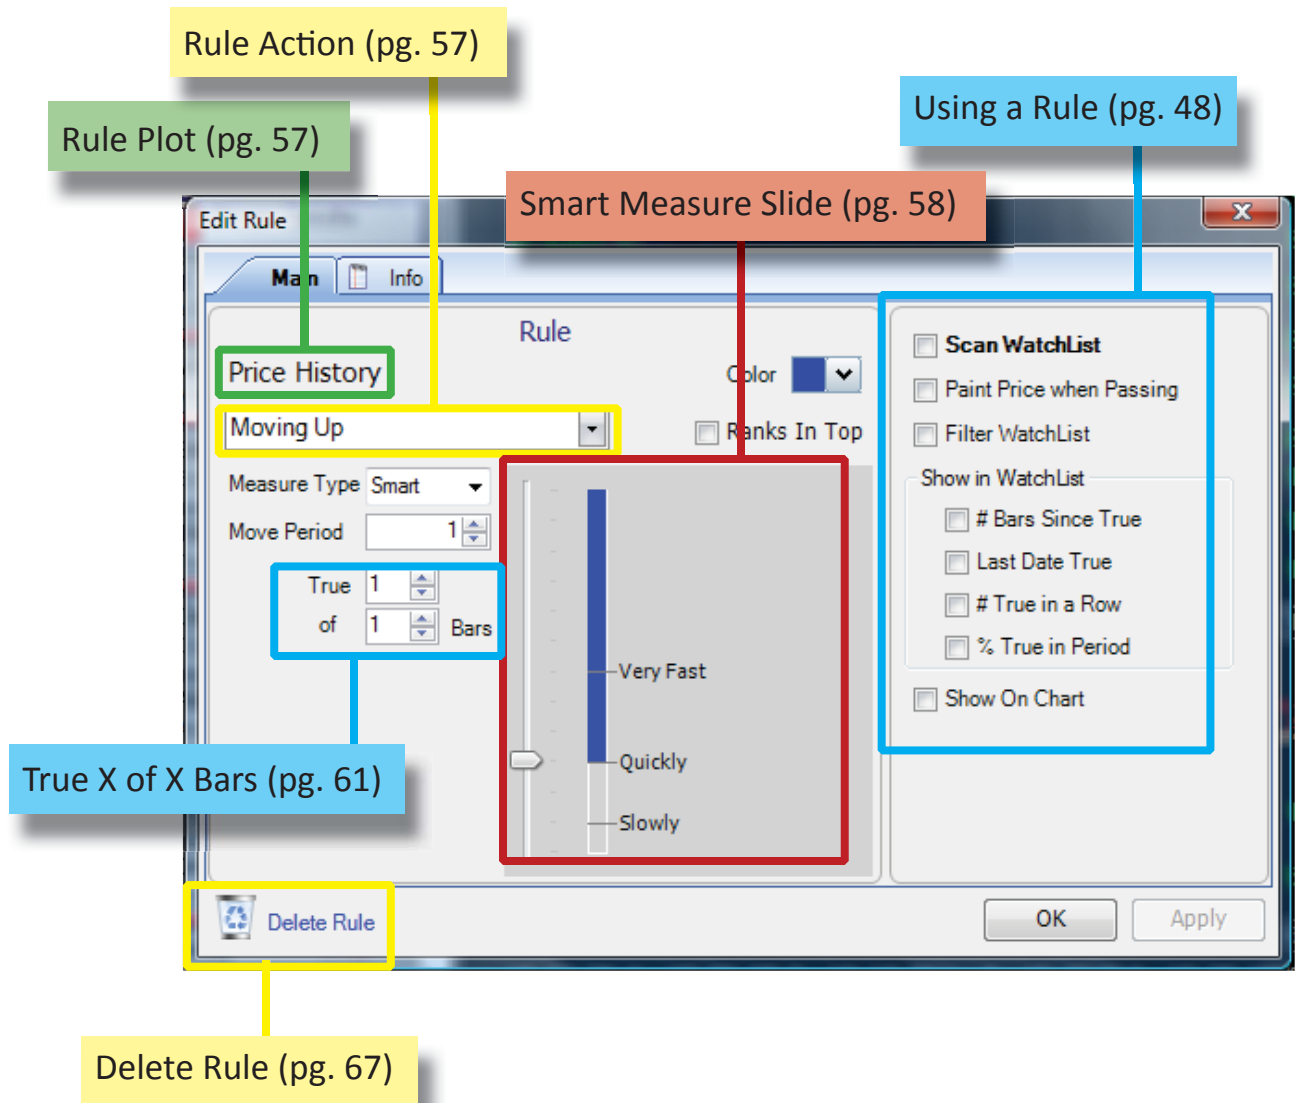 Rule Action (pg. 57)
Using a Rule (pg. 48)
Rule Plot (pg. 57)
Smart Measure Slide (pg. 58)
Edit Rule
x
Main
Info
Rule
Price History
Color
Moving Up
Ranks In Top
Measure Type Smart
Move Period 1
True 1
of 1 Bars
Very Fast
Quickly
Slowly
Scan WatchList
Paint Price when Passing
Filter WatchList
Show in WatchList
# Bars Since True
Last Date True
# True in a Row
% True in Period
Show On Chart
True X of X Bars (pg. 61)
Delete Rule
OK
Apply
Delete Rule (pg. 67)